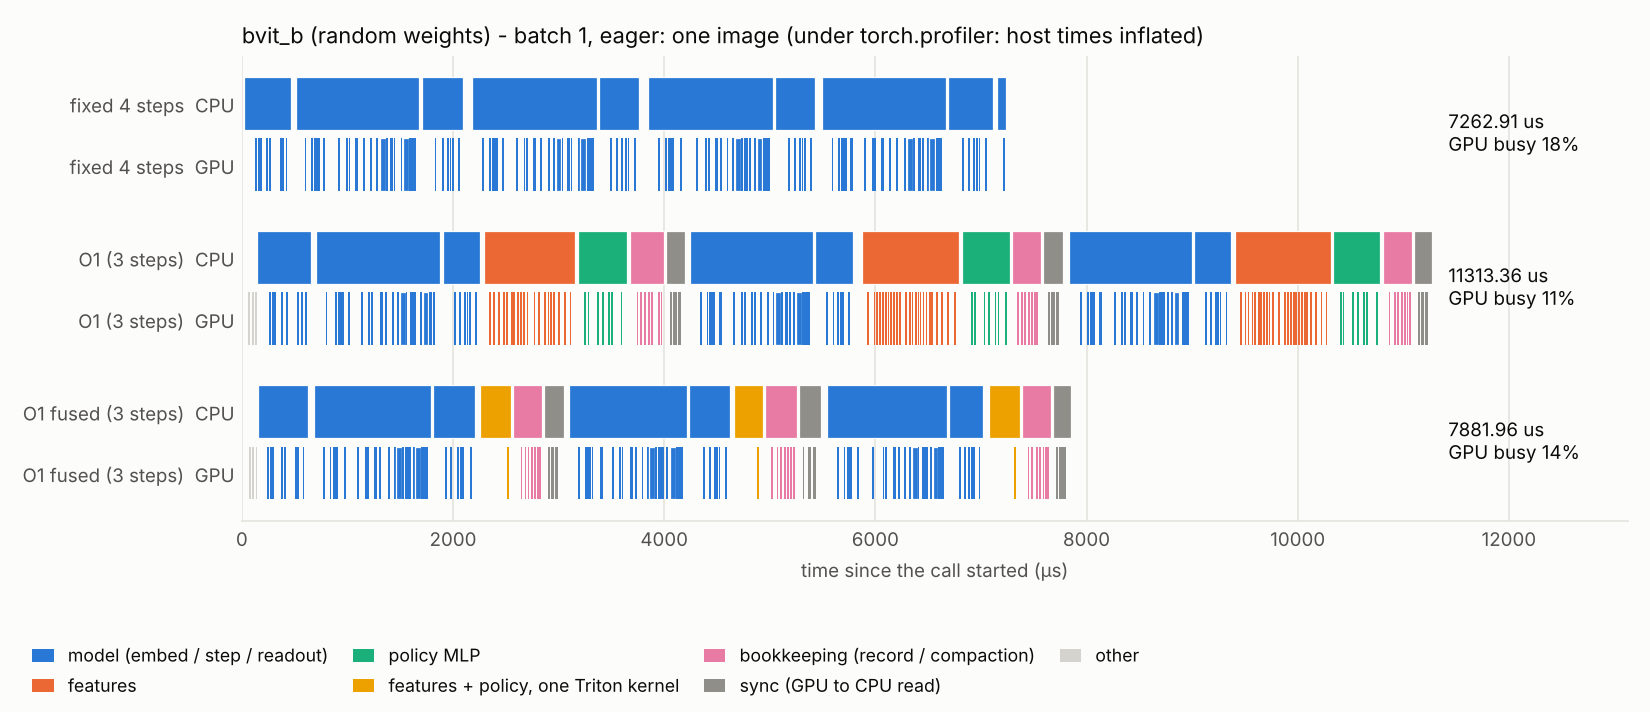 bvit_b (random weights) - batch 1, eager: one image (under torch.profiler: host times inflated)
fixed 4 steps CPU
fixed 4 steps GPU
7262.91 us
GPU busy 18%
O1 (3 steps) CPU
O1 (3 steps) GPU
11313.36 us
GPU busy 11%
O1 fused (3 steps) CPU
O1 fused (3 steps) GPU
7881.96 us
GPU busy 14%
0 2000 4000 6000 8000 10000 12000
time since the call started (µs)
model (embed / step / readout) policy MLP bookkeeping (record / compaction) other
features features + policy, one Triton kernel sync (GPU to CPU read)